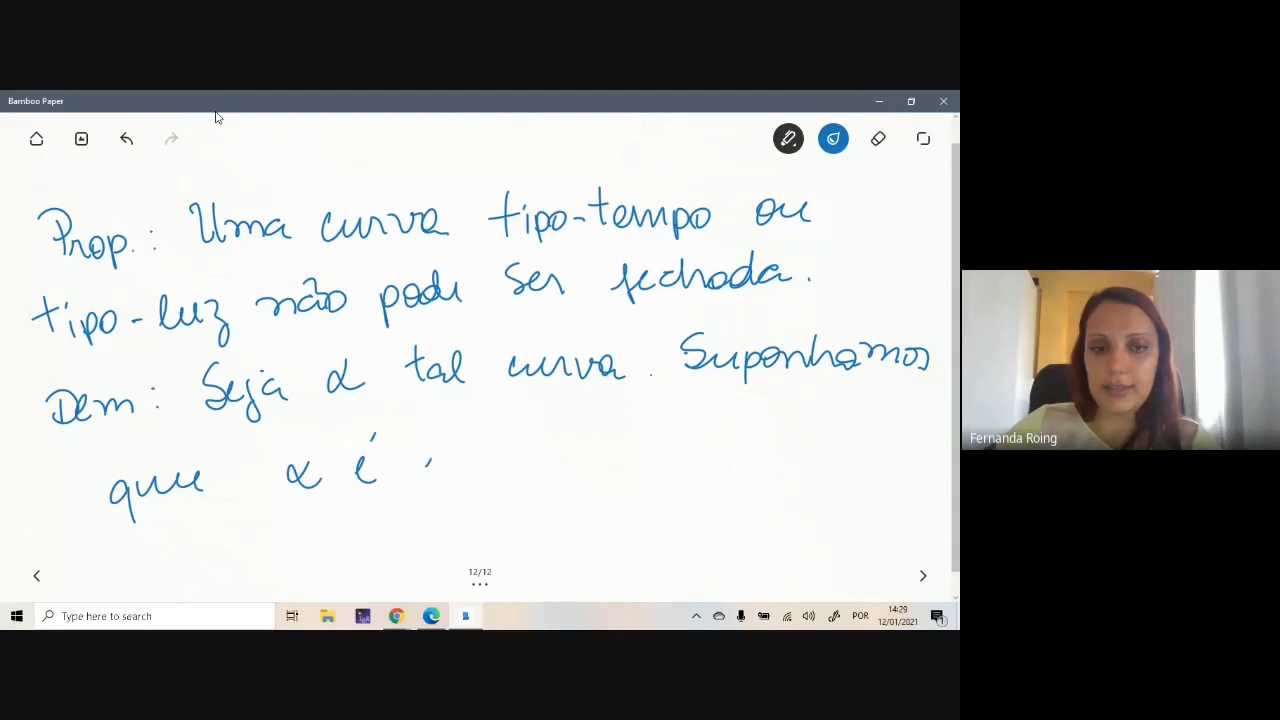 Bamboo Paper
Prop.: Uma curva tipo-tempo ou
tipo-luz não pode ser fechada.
Dem: Seja α tal curva. Suponhamos
que α é
Fernanda Roing
12/12
Type here to search
POR
14:29
12/01/2021
1